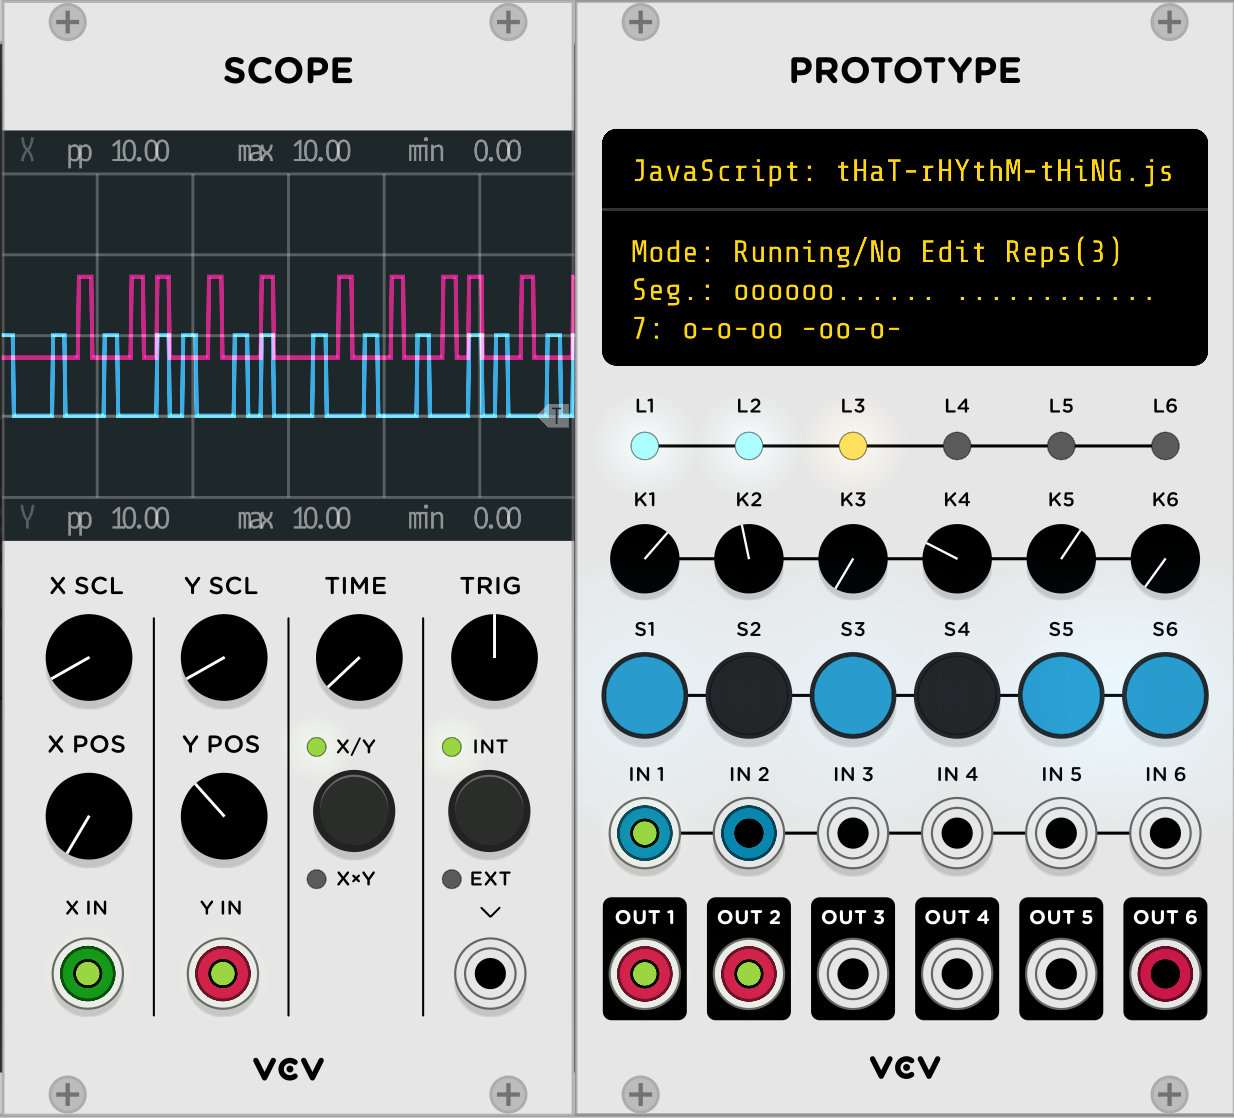 SCOPE
X pp 10.00 max 10.00 min 0.00
T
Y pp 10.00 max 10.00 min 0.00
X SCL Y SCL TIME TRIG
X POS Y POS X/Y INT
X×Y EXT
X IN Y IN
VCV
PROTOTYPE
JavaScript: tHaT-rHYthM-tHiNG.js
Mode: Running/No Edit Reps(3)
Seg.: oooooo...... ............
7: o-o-oo -oo-o-
L1 L2 L3 L4 L5 L6
K1 K2 K3 K4 K5 K6
S1 S2 S3 S4 S5 S6
IN 1 IN 2 IN 3 IN 4 IN 5 IN 6
OUT 1 OUT 2 OUT 3 OUT 4 OUT 5 OUT 6
VCV